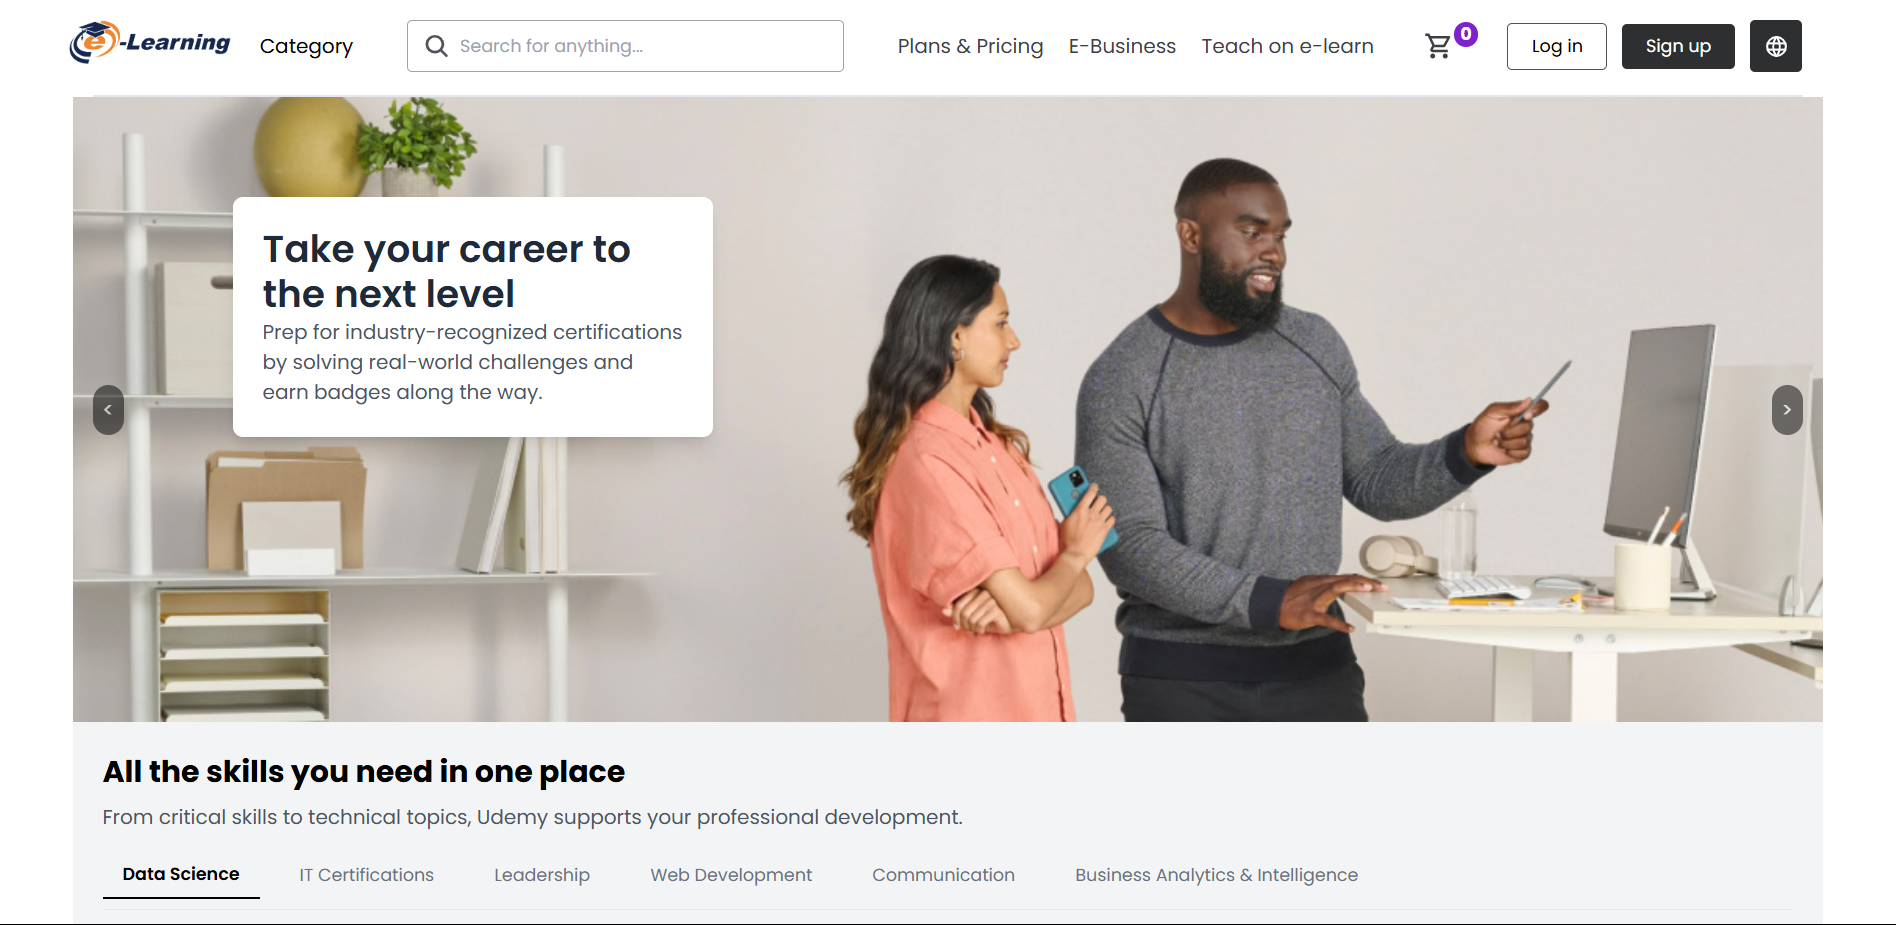 e-Learning
Category
Search for anything...
Plans & Pricing
E-Business
Teach on e-learn
0
Log in
Sign up
Take your career to
the next level
Prep for industry-recognized certifications
by solving real-world challenges and
earn badges along the way.
<
>
All the skills you need in one place
From critical skills to technical topics, Udemy supports your professional development.
Data Science
IT Certifications
Leadership
Web Development
Communication
Business Analytics & Intelligence